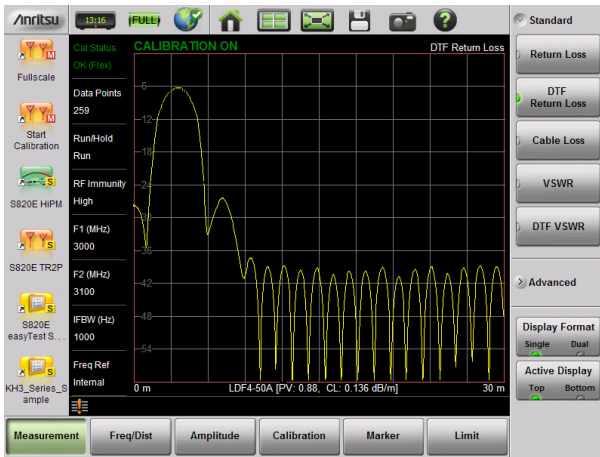 Anritsu 13:16 (FULL) ?
Standard
CALIBRATION ON DTF Return Loss
Cal Status
OK (Flex)
Data Points
259
Run/Hold
Run
RF Immunity
High
F1 (MHz)
3000
F2 (MHz)
3100
IFBW (Hz)
1000
Freq Ref
Internal
-6
-12
-18
-24
-36
-42
-48
-54
0 m LDF4-50A [PV: 0.88, CL: 0.136 dB/m] 30 m
M
Fullscale
M
Start
Calibration
S
S820E HiPM
S
S820E TR2P
S
S820E
easyTest S...
S
KH3_Series_S
ample
Return Loss
DTF
Return Loss
Cable Loss
VSWR
DTF VSWR
> Advanced
Display Format
Single Dual
Active Display
Top Bottom
Measurement Freq/Dist Amplitude Calibration Marker Limit